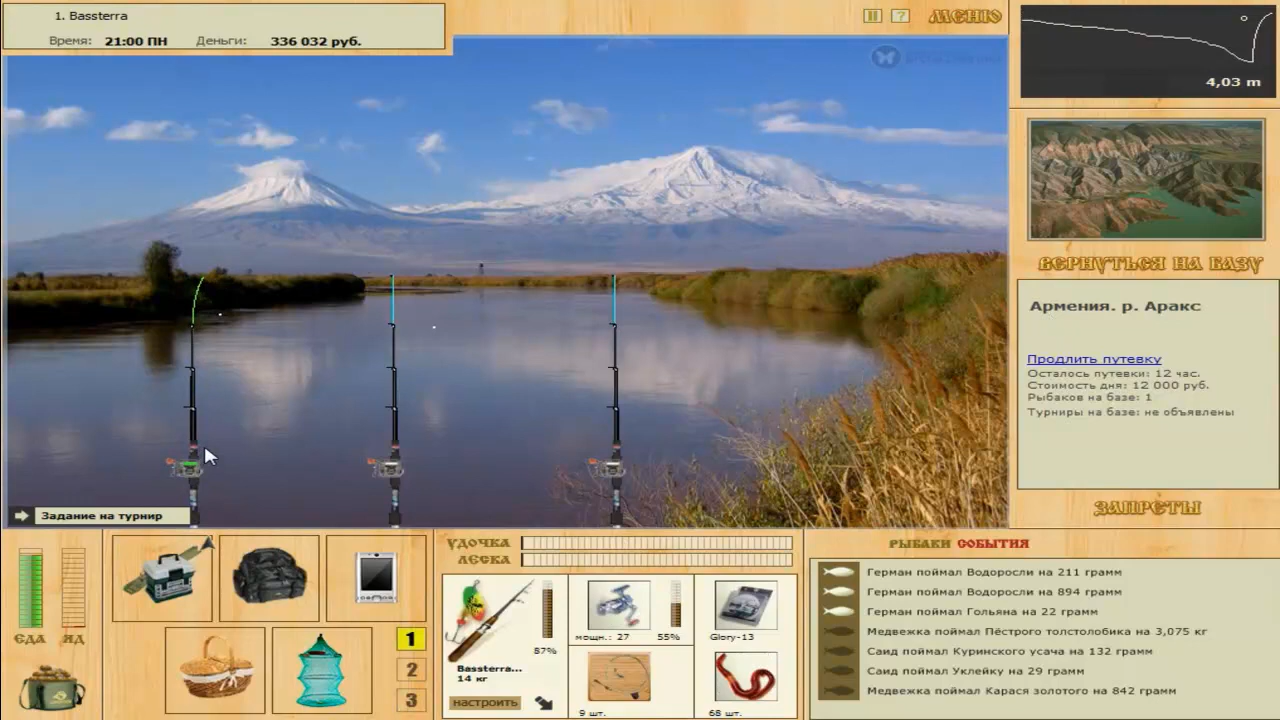 1. Bassterra
Время: 21:00 ПН Деньги: 336 032 руб.
МЕНЮ
4,03 m
ВЕРНУТЬСЯ НА БАЗУ
Армения. р. Аракс
Продлить путевку
Осталось путевки: 12 час.
Стоимость дня: 12 000 руб.
Рыбаков на базе: 1
Турниры на базе: не объявлены
ЗАПРЕТЫ
Задание на турнир
ЕДА
ЯД
1
2
3
УДОЧКА
ЛЕСКА
87%
Bassterra...
14 кг
настроить
мощн.: 27 55%
Glory-13
9 шт.
68 шт.
РЫБАКИ СОБЫТИЯ
Герман поймал Водоросли на 211 грамм
Герман поймал Водоросли на 894 грамм
Герман поймал Гольяна на 22 грамм
Медвежка поймал Пёстрого толстолобика на 3,075 кг
Саид поймал Куринского усача на 132 грамм
Саид поймал Уклейку на 29 грамм
Медвежка поймал Карася золотого на 842 грамм